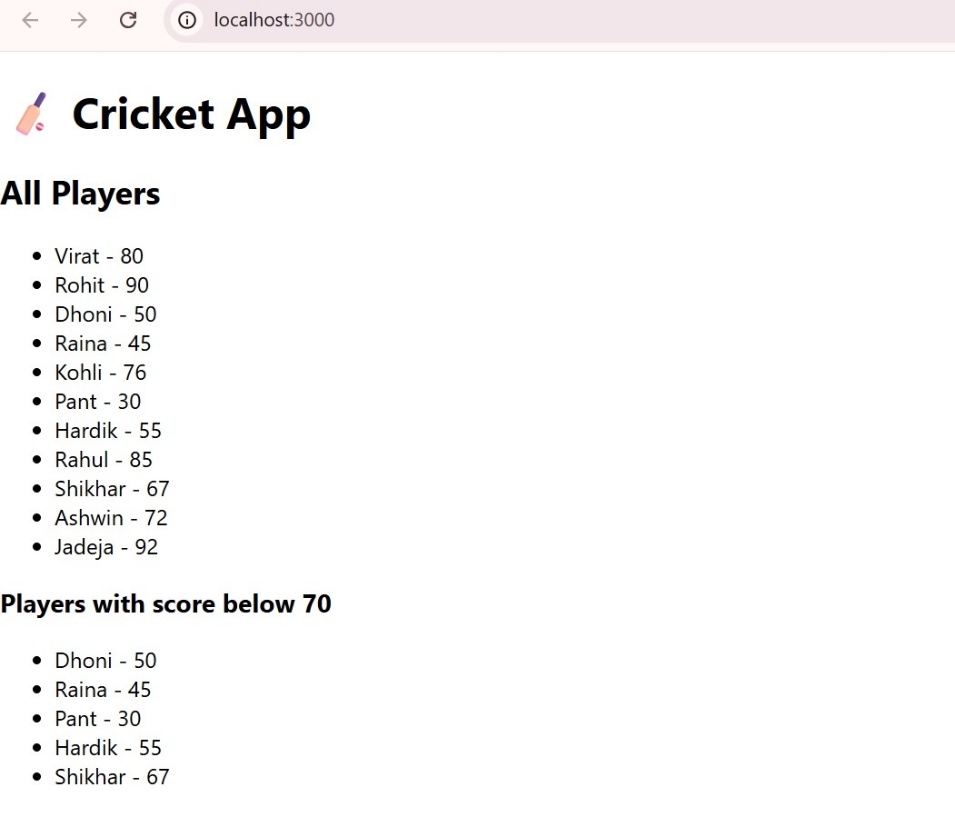 localhost:3000
Cricket App
All Players
Virat - 80
Rohit - 90
Dhoni - 50
Raina - 45
Kohli - 76
Pant - 30
Hardik - 55
Rahul - 85
Shikhar - 67
Ashwin - 72
Jadeja - 92
Players with score below 70
Dhoni - 50
Raina - 45
Pant - 30
Hardik - 55
Shikhar - 67